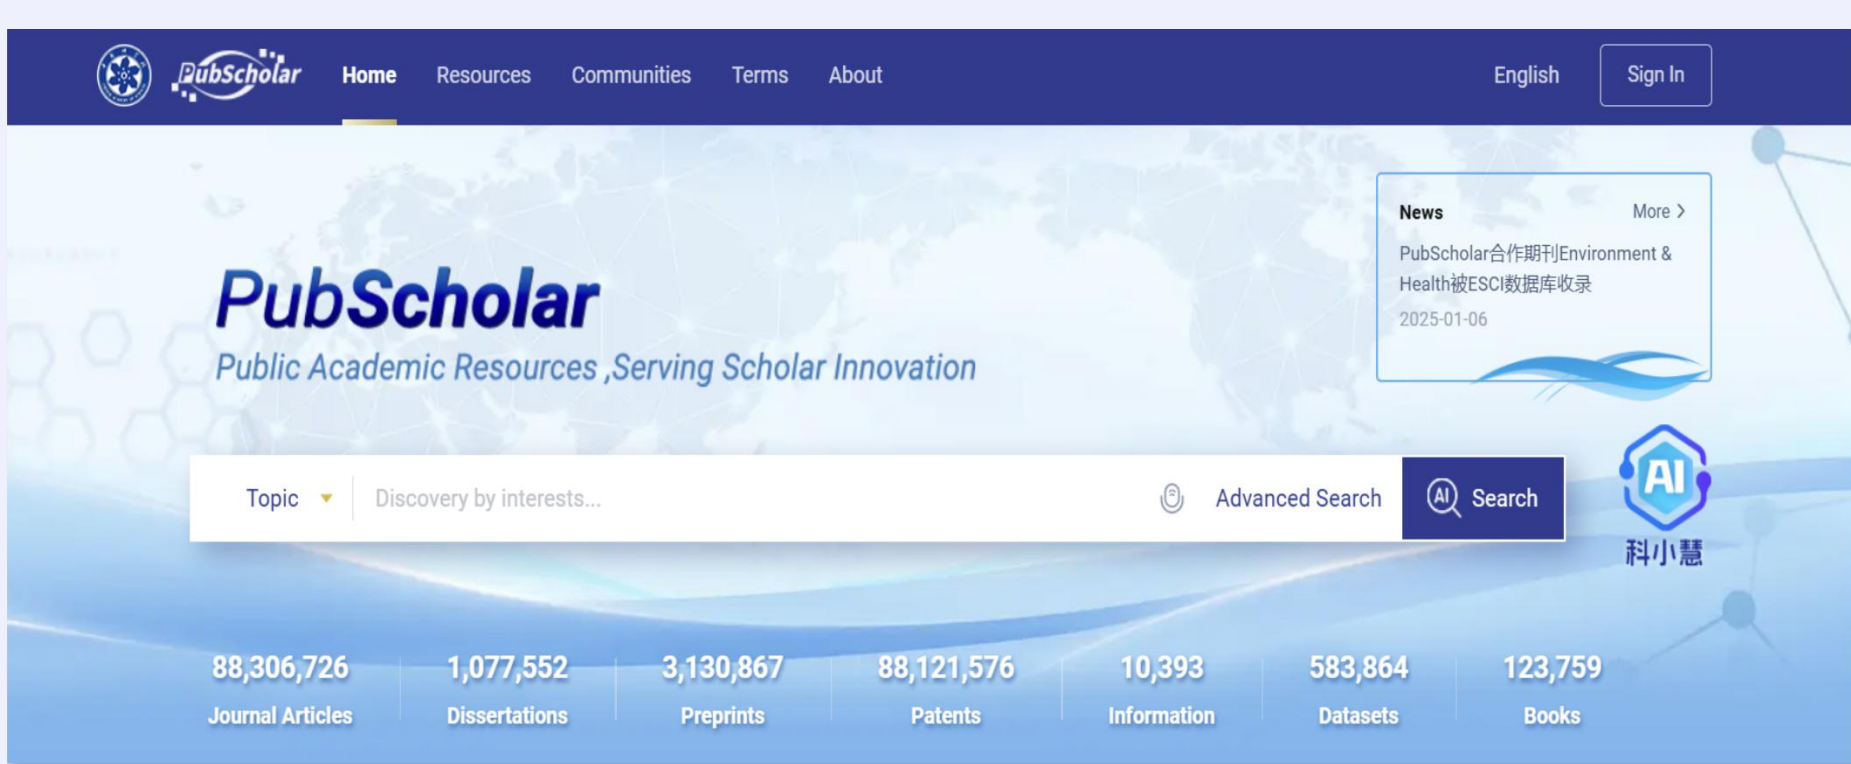 PubScholar Home Resources Communities Terms About English Sign In
News More >
PubScholar合作期刊Environment &
Health被ESCI数据库收录
2025-01-06
PubScholar
Public Academic Resources ,Serving Scholar Innovation
Topic Discovery by interests... Advanced Search AI Search
AI
科小慧
88,306,726 1,077,552 3,130,867 88,121,576 10,393 583,864 123,759
Journal Articles Dissertations Preprints Patents Information Datasets Books